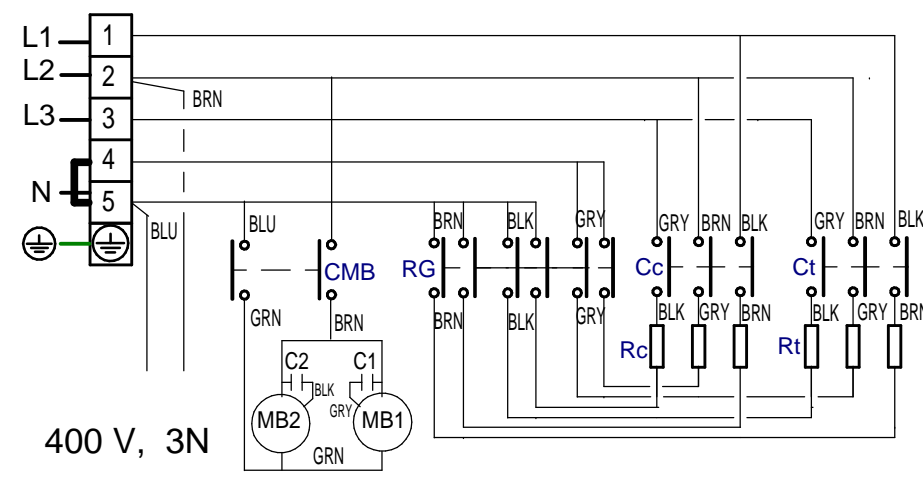 L1 1
L2 2 BRN
L3 3
4
N 5
BLU BLU BRN BLK GRY GRY BRN BLK GRY BRN BLK
CMB RG Cc Ct
GRN BRN BRN BLK GRY BLK GRY BRN BLK GRY BRN
C2 C1 Rc Rt
BLK GRY
MB2 MB1
400 V, 3N GRN